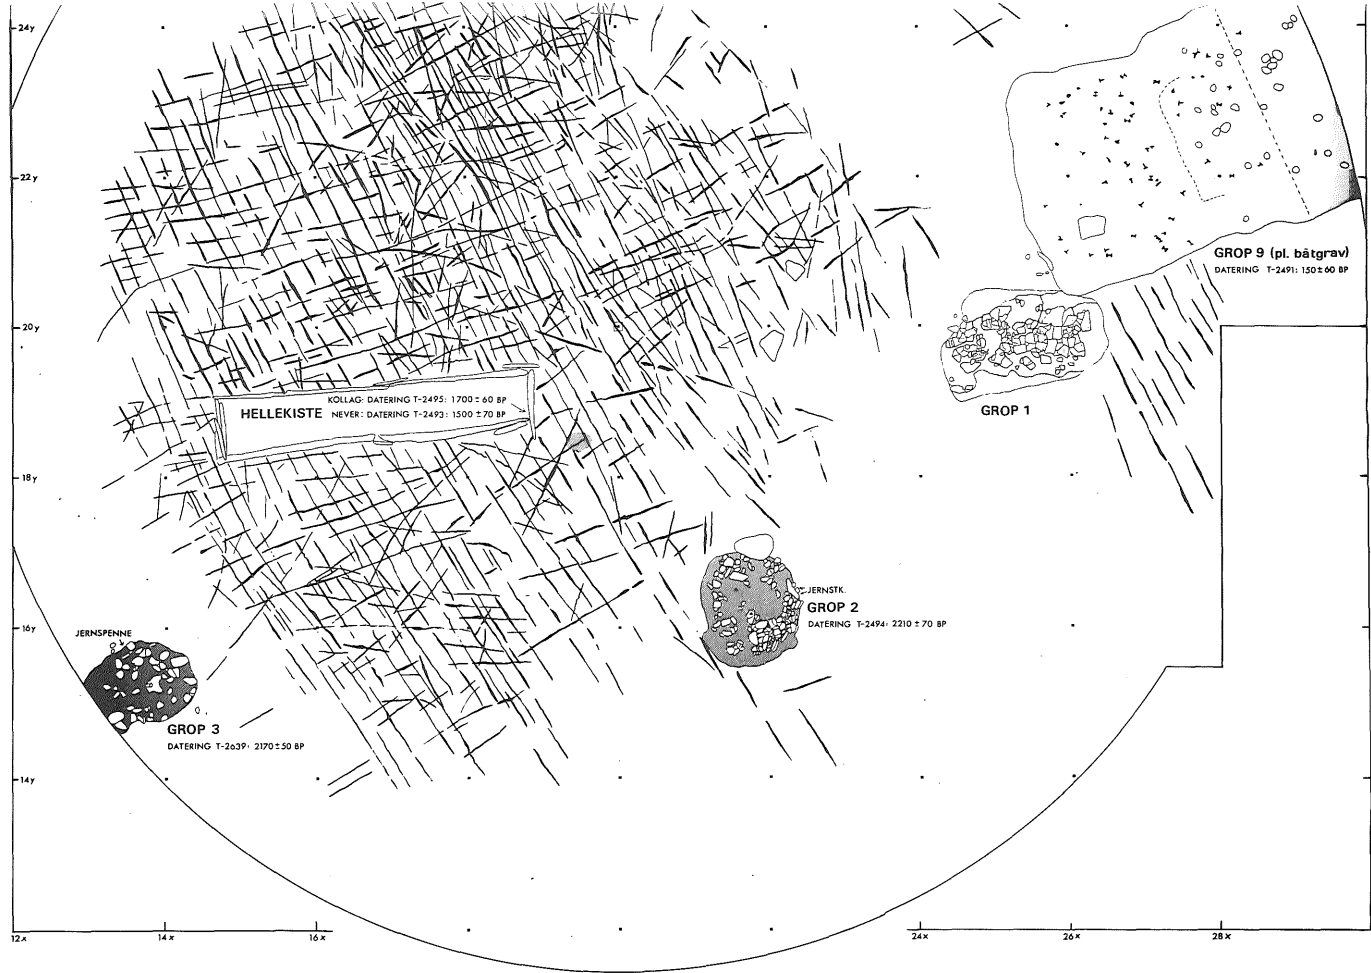 24y
22y
GROP 9 (pl. båtgrav)
DATERING T-2491: 150±60 BP
20y
KOLLAG: DATERING T-2495: 1700±60 BP
HELLEKISTE
NEVER: DATERING T-2493: 1500±70 BP
GROP 1
18y
JERNSTK.
GROP 2
DATERING T-2494: 2210±70 BP
16y
JERNSPENNE
GROP 3
DATERING T-2639: 2170±50 BP
14y
12x 14x 16x 24x 26x 28x